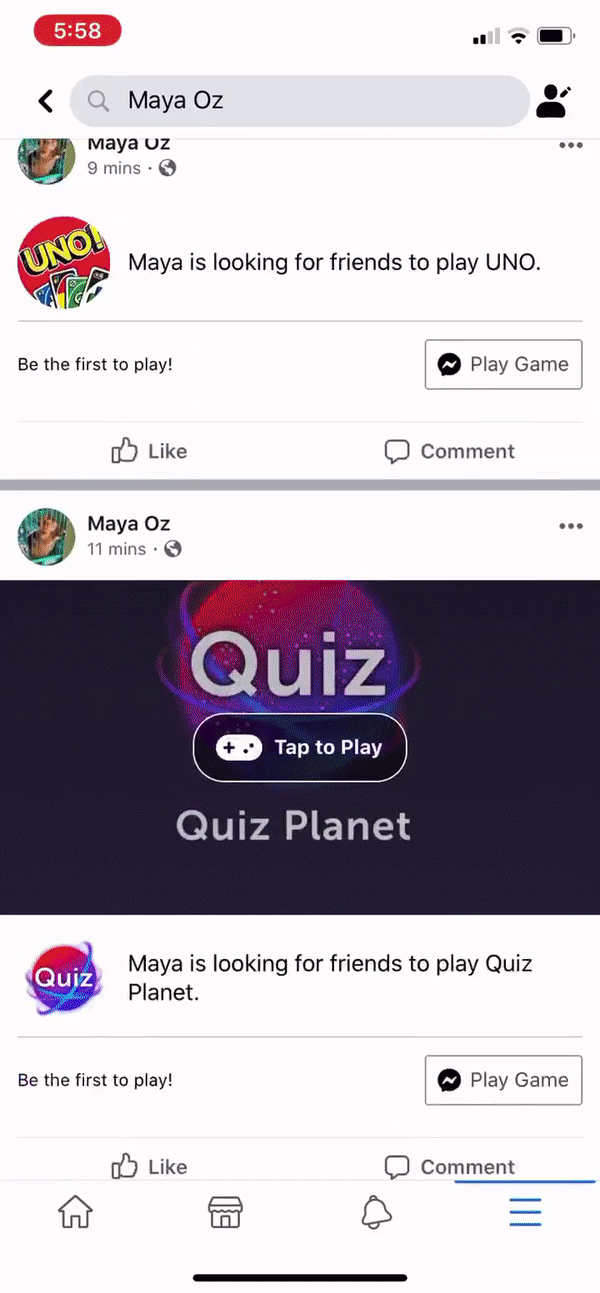 5:58
Maya Oz
Maya Oz
9 mins ·
UNO!
Maya is looking for friends to play UNO.
Be the first to play!
Play Game
Like
Comment
Maya Oz
11 mins ·
Quiz
Tap to Play
Quiz Planet
Quiz
Maya is looking for friends to play Quiz
Planet.
Be the first to play!
Play Game
Like
Comment